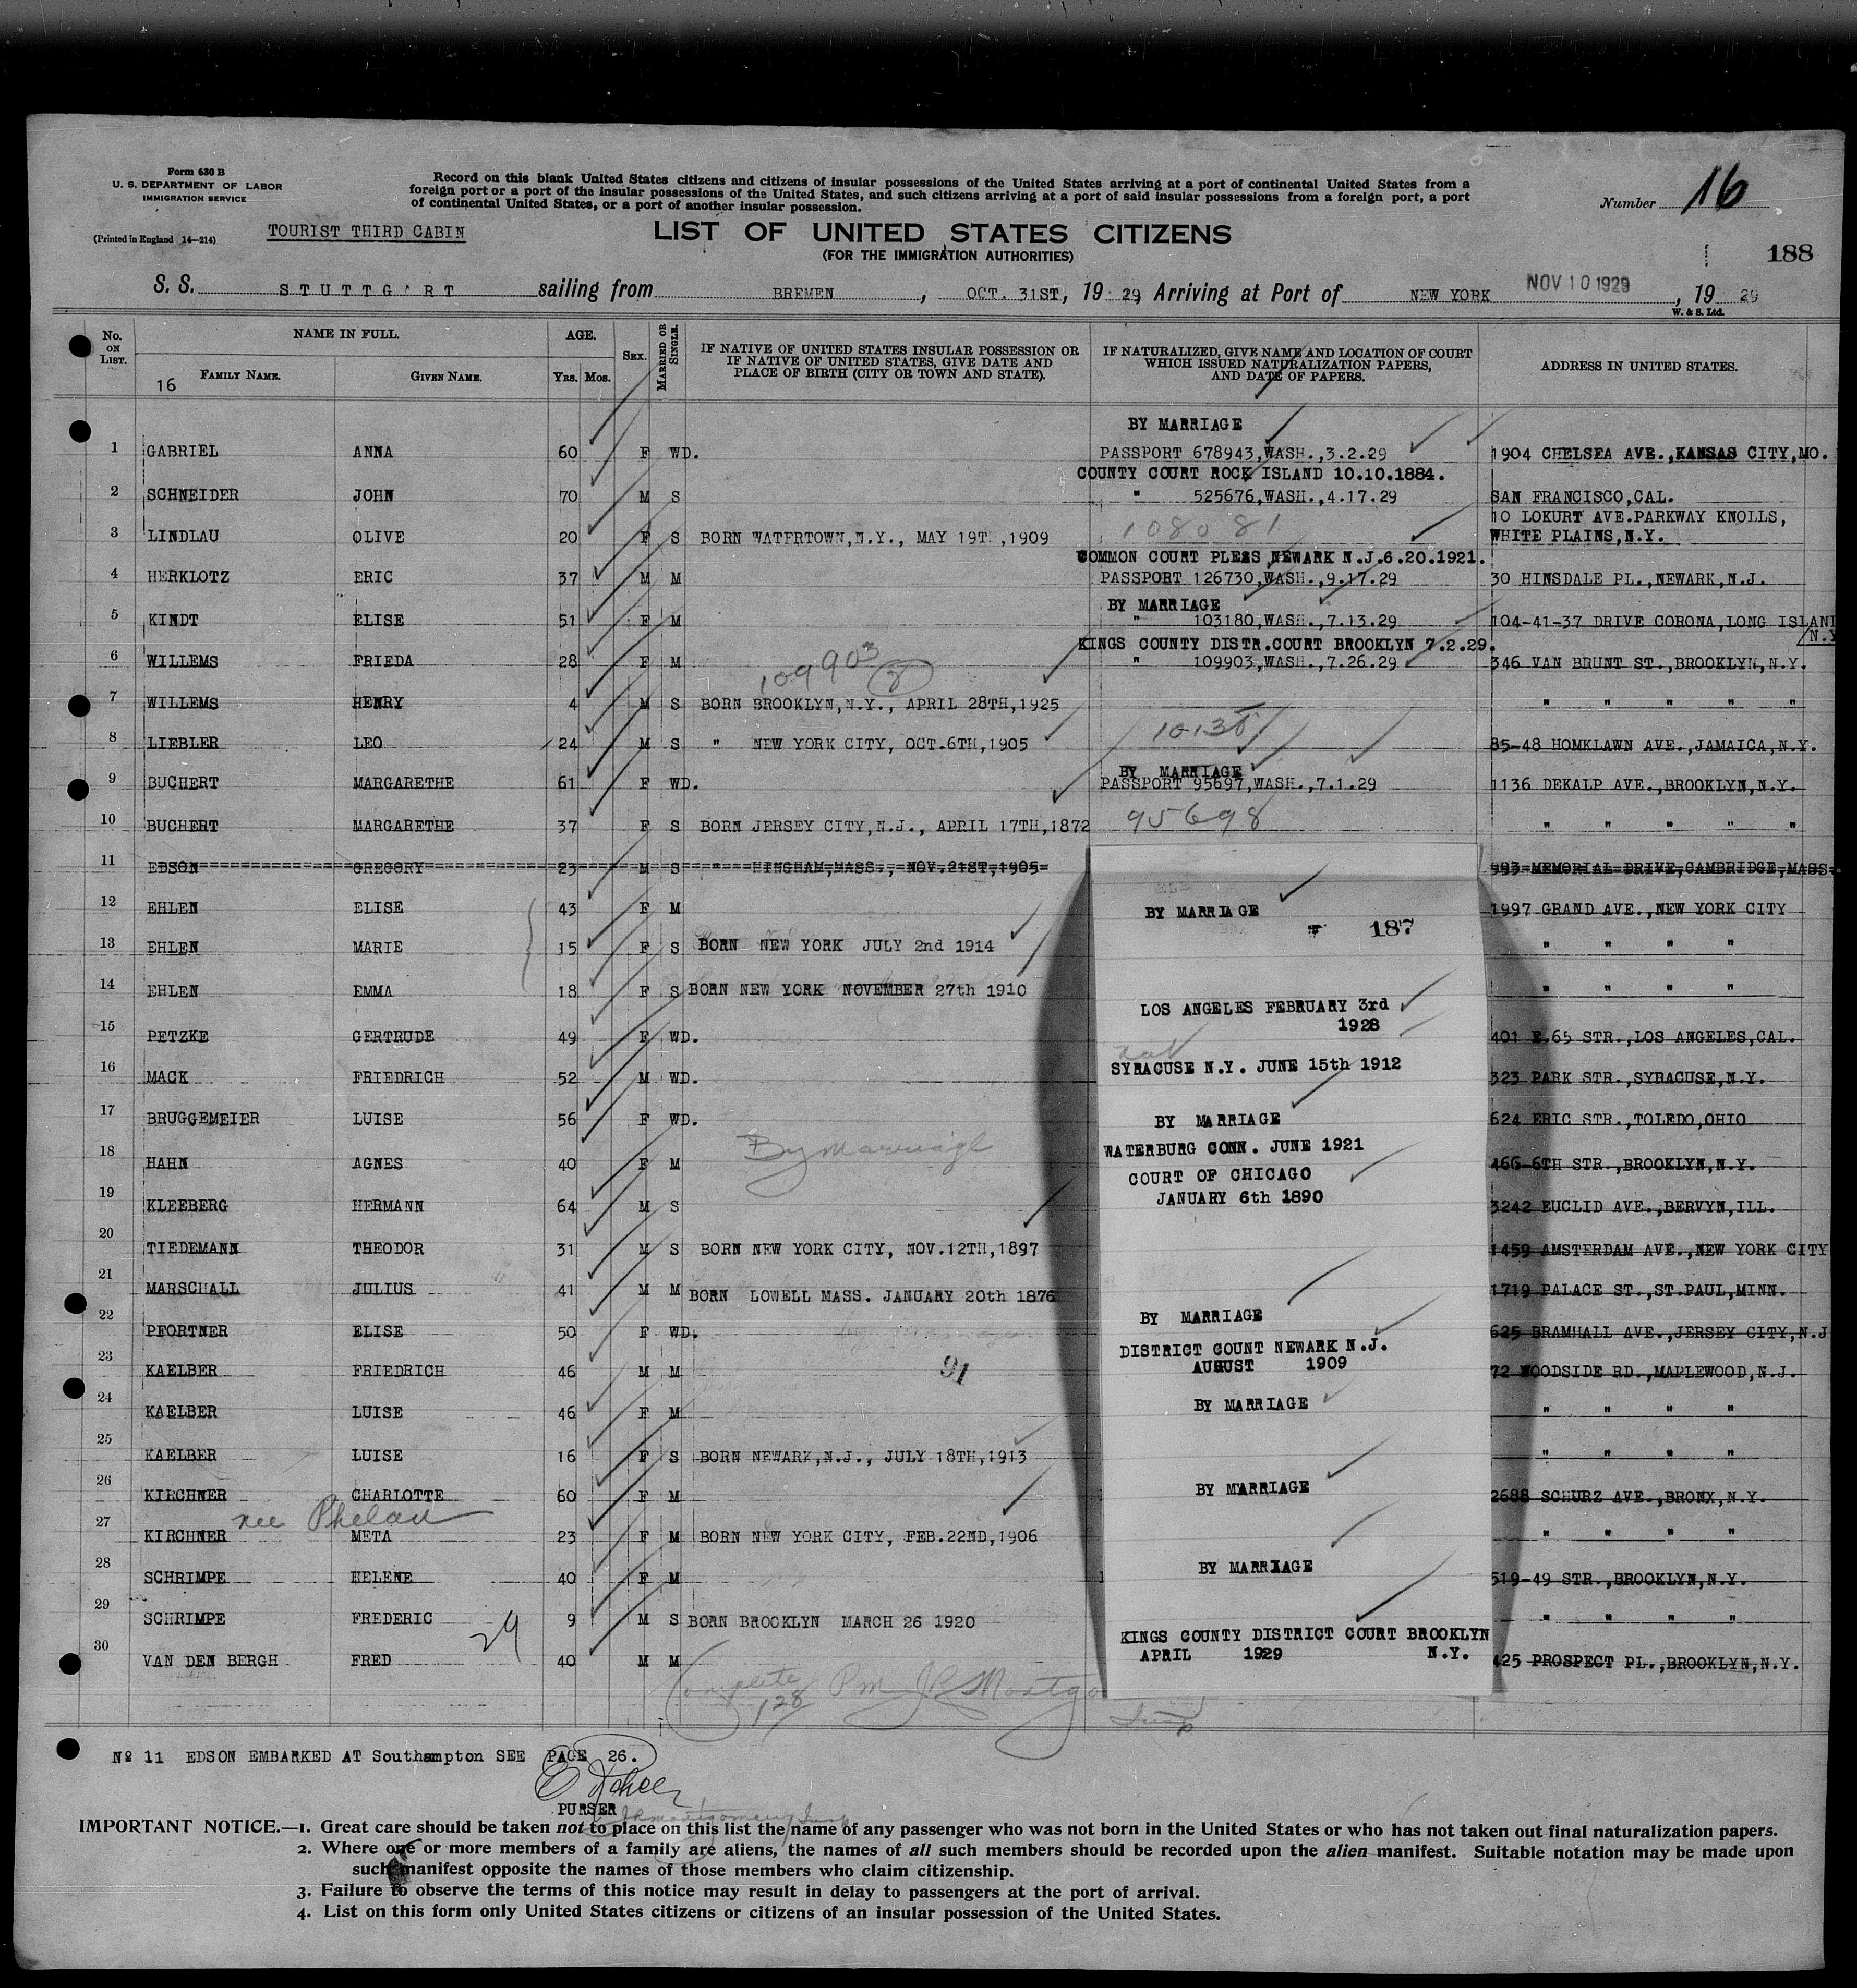 Form 630 B
U. S. DEPARTMENT OF LABOR
IMMIGRATION SERVICE
(Printed in England 14—214)
TOURIST THIRD CABIN
Record on this blank United States citizens and citizens of insular possessions of the United States arriving at a port of continental United States from a
foreign port or a port of the insular possessions of the United States, and such citizens arriving at a port of said insular possessions from a foreign port, a port
of continental United States, or a port of another insular possession.
Number 16
LIST OF UNITED STATES CITIZENS
(FOR THE IMMIGRATION AUTHORITIES)
188
S. S. STUTTGART sailing from BREMEN, OCT. 31ST, 1929, Arriving at Port of NEW YORK NOV 10 1929, 1929
W. & S. Ltd.
No. ON LIST. NAME IN FULL. AGE. SEX. MARRIED OR SINGLE. IF NATIVE OF UNITED STATES INSULAR POSSESSION OR IF NATIVE OF UNITED STATES, GIVE DATE AND PLACE OF BIRTH (CITY OR TOWN AND STATE). IF NATURALIZED, GIVE NAME AND LOCATION OF COURT WHICH ISSUED NATURALIZATION PAPERS, AND DATE OF PAPERS. ADDRESS IN UNITED STATES.
16 FAMILY NAME. GIVEN NAME. Yrs. Mos.
BY MARRIAGE
1 GABRIEL ANNA 60 F WD. PASSPORT 678943,WASH.,3.2.29 1904 CHELSEA AVE.,KANSAS CITY,MO.
COUNTY COURT ROCK ISLAND 10.10.1884.
2 SCHNEIDER JOHN 70 M S " 525676,WASH.,4.17.29 SAN FRANCISCO,CAL.
10 LOKURT AVE.PARKWAY KNOLLS,
3 LINDLAU OLIVE 20 F S BORN WATERTOWN,N.Y., MAY 19TH,1909 108081 WHITE PLAINS,N.Y.
COMMON COURT PLEAS NEWARK N.J.6.20.1921.
4 HERKLOTZ ERIC 37 M M PASSPORT 126730,WASH.,9.17.29 30 HINSDALE PL.,NEWARK,N.J.
BY MARRIAGE
5 KINDT ELISE 51 F M " 103180,WASH.,7.13.29 104-41-37 DRIVE CORONA,LONG ISLAND
N.Y.
KINGS COUNTY DISTR.COURT BROOKLYN 7.2.29.
6 WILLEMS FRIEDA 28 F M " 109903,WASH.,7.26.29 346 VAN BRUNT ST.,BROOKLYN,N.Y.
109903
7 WILLEMS HENRY 4 M S BORN BROOKLYN,N.Y., APRIL 28TH,1925 " " " " "
8 LIEBLER LEO 24 M S " NEW YORK CITY, OCT.6TH,1905 85-48 HOMKLAWN AVE.,JAMAICA,N.Y.
BY MARRIAGE
9 BUCHERT MARGARETHE 61 F WD. PASSPORT 95697,WASH.,7.1.29 1136 DEKALP AVE.,BROOKLYN,N.Y.
10 BUCHERT MARGARETHE 37 F S BORN JERSEY CITY,N.J., APRIL 17TH,1872 95698 " " " " "
11 EDSON GREGORY 23 M S " HINGHAM,MASS., NOV.21ST,1905 993 MEMORIAL DRIVE,CAMBRIDGE,MASS.
12 EHLEN ELISE 43 F M BY MARRIAGE 1997 GRAND AVE.,NEW YORK CITY
187
13 EHLEN MARIE 15 F S BORN NEW YORK JULY 2nd 1914 " " " "
14 EHLEN EMMA 18 F S BORN NEW YORK NOVEMBER 27th 1910 " " " "
LOS ANGELES FEBRUARY 3rd
1928
15 PETZKE GERTRUDE 49 F WD. 401 E.65 STR.,LOS ANGELES,CAL.
16 MACK FRIEDRICH 52 M WD. SYRACUSE N.Y. JUNE 15th 1912 323 PARK STR.,SYRACUSE,N.Y.
17 BRUGGEMEIER LUISE 56 F WD. BY MARRIAGE 624 ERIC STR.,TOLEDO,OHIO
By Marriage
18 HAHN AGNES 40 F M WATERBURG CONN. JUNE 1921 466-6TH STR.,BROOKLYN,N.Y.
COURT OF CHICAGO
JANUARY 6th 1890
19 KLEEBERG HERMANN 64 M S 3242 EUCLID AVE.,BERVYN,ILL.
20 TIEDEMANN THEODOR 31 M S BORN NEW YORK CITY, NOV.12TH,1897 1459 AMSTERDAM AVE.,NEW YORK CITY
21 MARSCHALL JULIUS 41 M M BORN LOWELL MASS. JANUARY 20th 1876 1719 PALACE ST.,ST.PAUL,MINN.
22 PFORTNER ELISE 50 F WD. BY MARRIAGE 625 BRAMHALL AVE.,JERSEY CITY,N.J
DISTRICT COUNT NEWARK N.J.
AUGUST 1909
23 KAELBER FRIEDRICH 46 M M 91 72 WOODSIDE RD.,MAPLEWOOD,N.J.
24 KAELBER LUISE 46 F M BY MARRIAGE " " " "
25 KAELBER LUISE 16 F S BORN NEWARK,N.J., JULY 18TH,1913 " " " "
26 KIRCHNER CHARLOTTE 60 F M BY MARRIAGE 2688 SCHURZ AVE.,BRONX,N.Y.
nee Phelan
27 KIRCHNER META 23 F M BORN NEW YORK CITY, FEB.22ND,1906 " " " "
28 SCHRIMPE HELENE 40 F M BY MARRIAGE 519-49 STR.,BROOKLYN,N.Y.
29 SCHRIMPE FREDERIC 9 M S BORN BROOKLYN MARCH 26 1920 " " " "
29
KINGS COUNTY DISTRICT COURT BROOKLYN
APRIL 1929 N.Y.
30 VAN DEN BERGH FRED 40 M M 425 PROSPECT PL.,BROOKLYN,N.Y.
Complete
128
№ 11 EDSON EMBARKED AT Southampton SEE PAGE 26.
PURSER
IMPORTANT NOTICE.—1. Great care should be taken not to place on this list the name of any passenger who was not born in the United States or who has not taken out final naturalization papers.
2. Where one or more members of a family are aliens, the names of all such members should be recorded upon the alien manifest. Suitable notation may be made upon
such manifest opposite the names of those members who claim citizenship.
3. Failure to observe the terms of this notice may result in delay to passengers at the port of arrival.
4. List on this form only United States citizens or citizens of an insular possession of the United States.